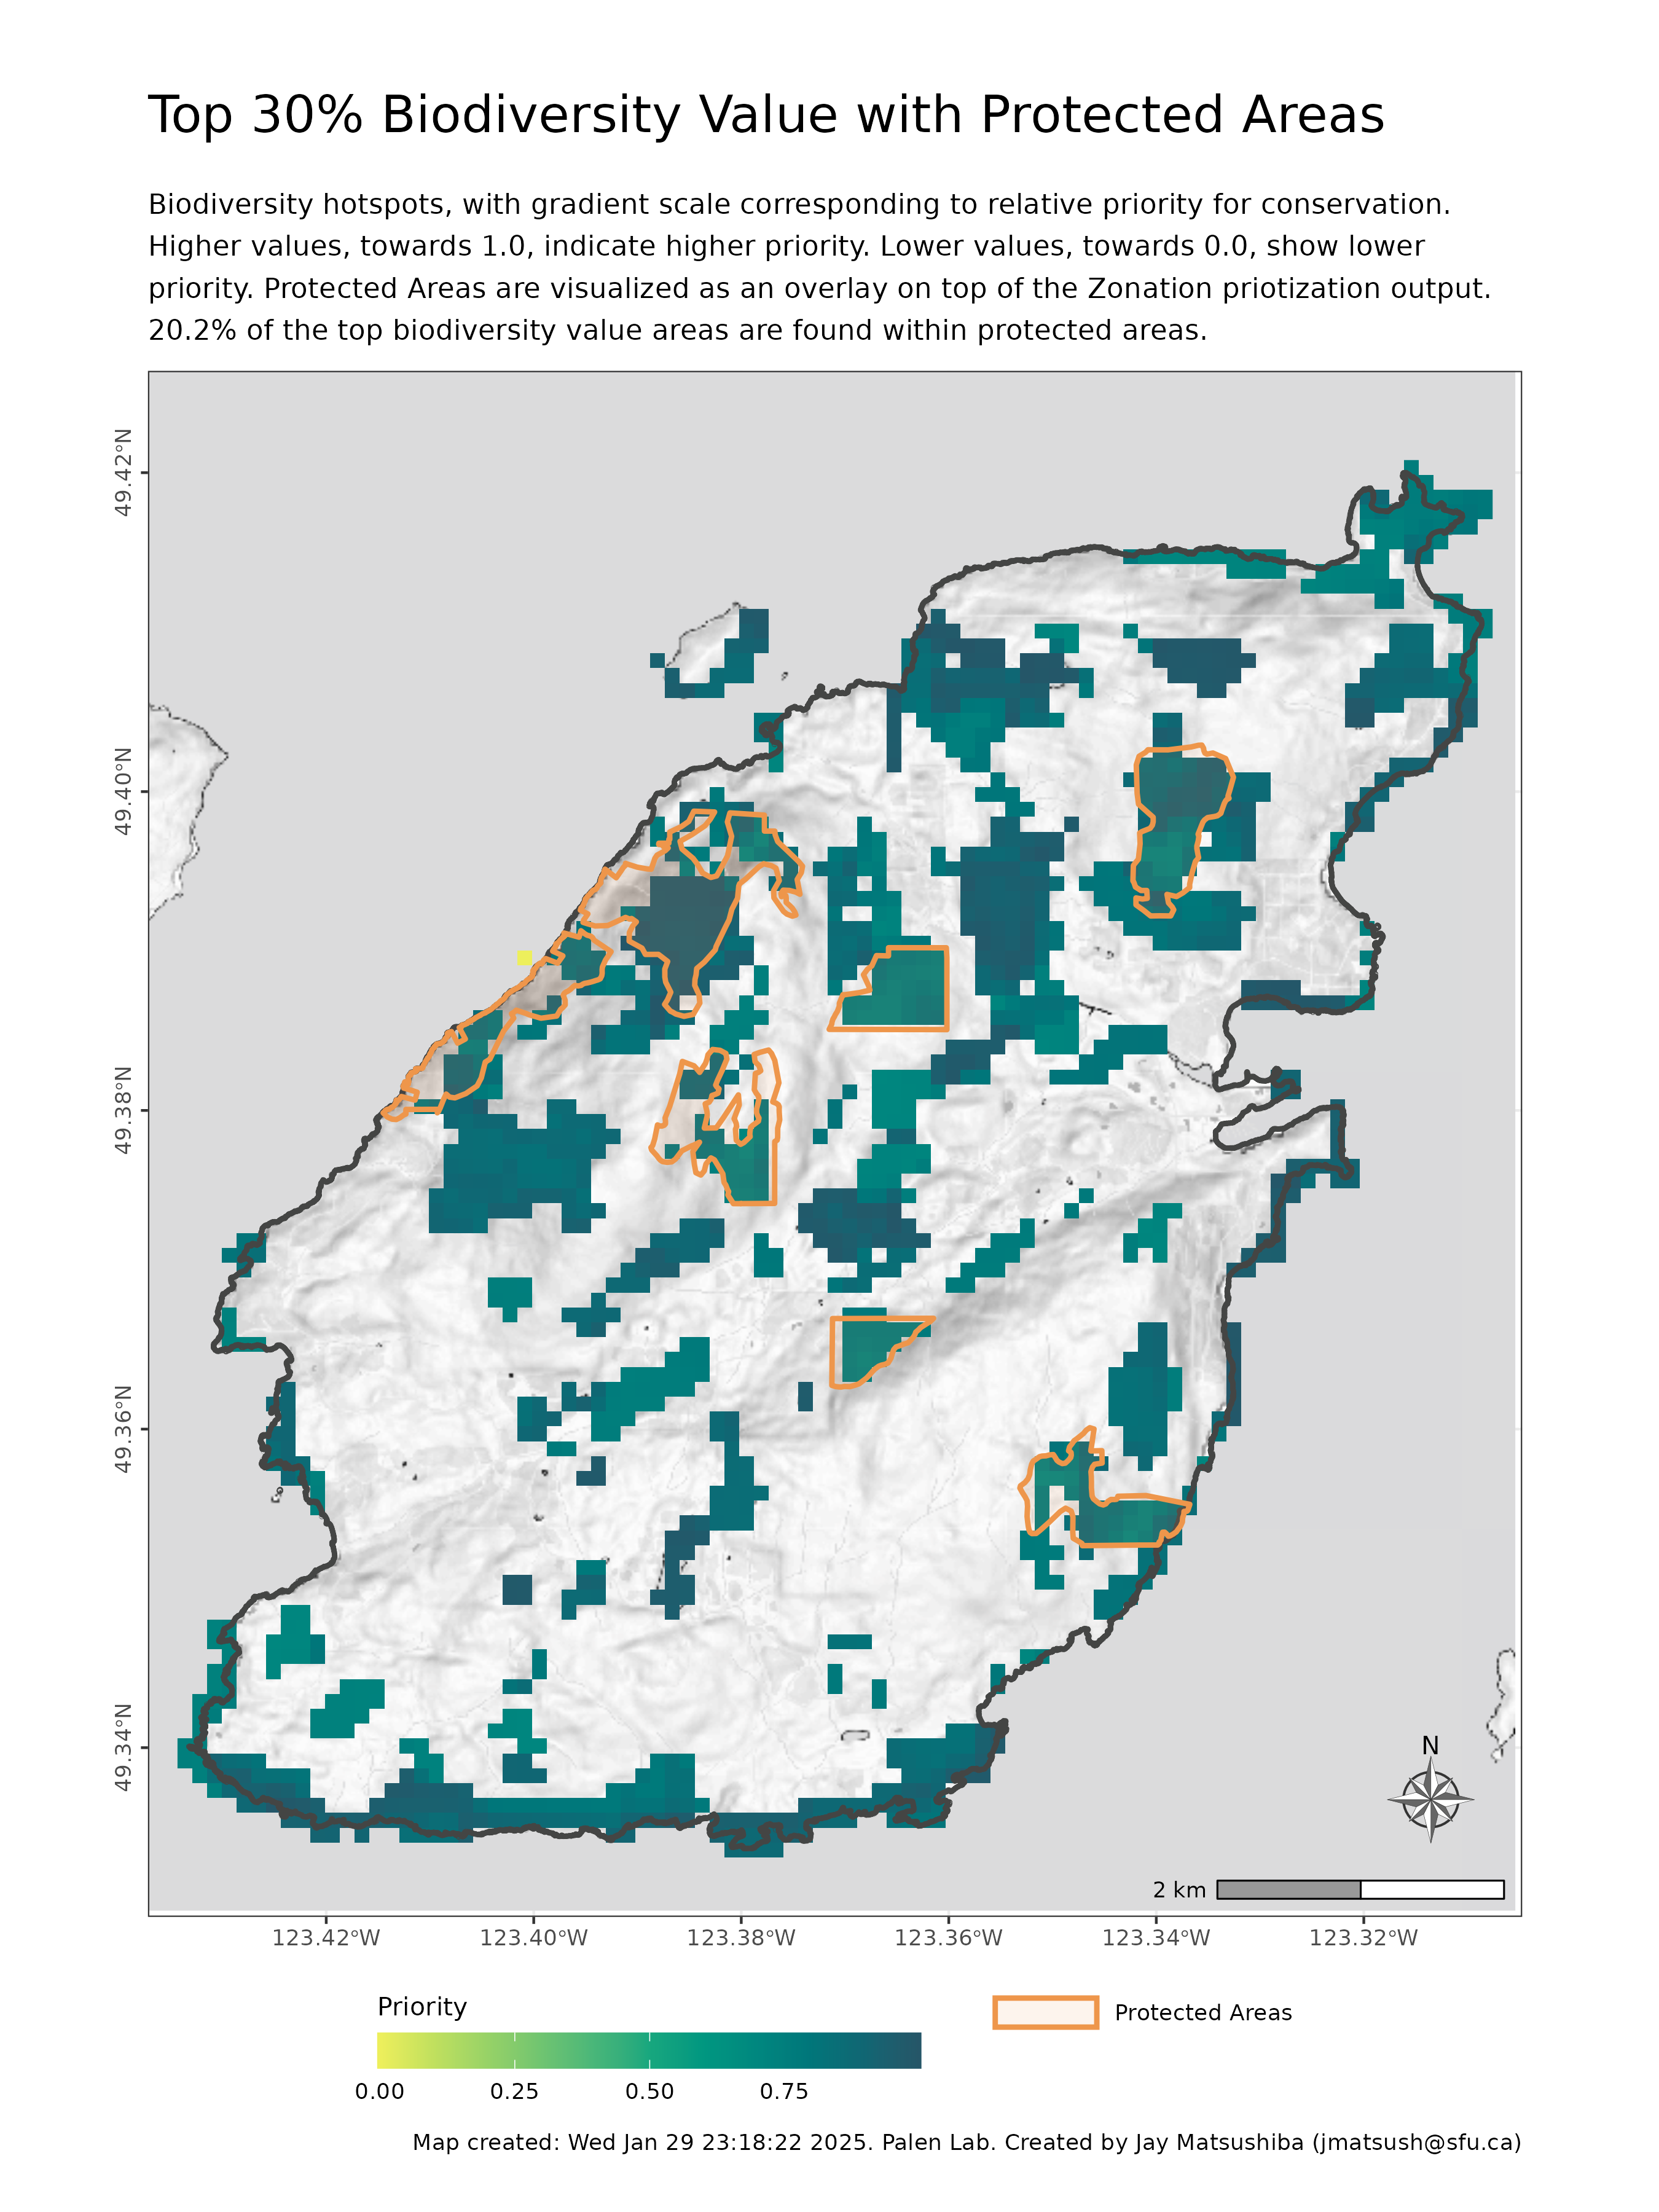 Top 30% Biodiversity Value with Protected Areas
Biodiversity hotspots, with gradient scale corresponding to relative priority for conservation.
Higher values, towards 1.0, indicate higher priority. Lower values, towards 0.0, show lower
priority. Protected Areas are visualized as an overlay on top of the Zonation priotization output.
20.2% of the top biodiversity value areas are found within protected areas.
49.42°N
49.40°N
49.38°N
49.36°N
49.34°N
N
2 km
123.42°W 123.40°W 123.38°W 123.36°W 123.34°W 123.32°W
Priority
Protected Areas
0.00 0.25 0.50 0.75
Map created: Wed Jan 29 23:18:22 2025. Palen Lab. Created by Jay Matsushiba (jmatsush@sfu.ca)